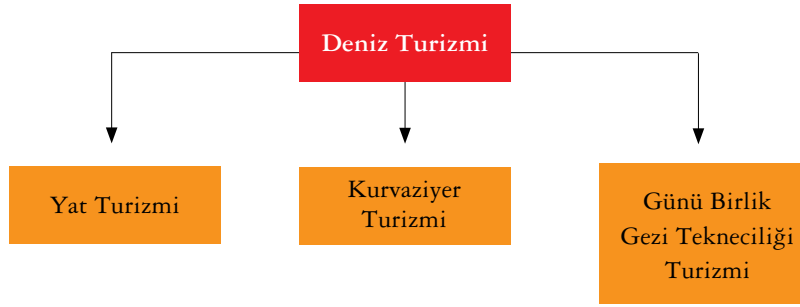 Deniz Turizmi
Yat Turizmi
Kurvaziyer
Turizmi
Günü Birlik
Gezi Tekneciliği
Turizmi